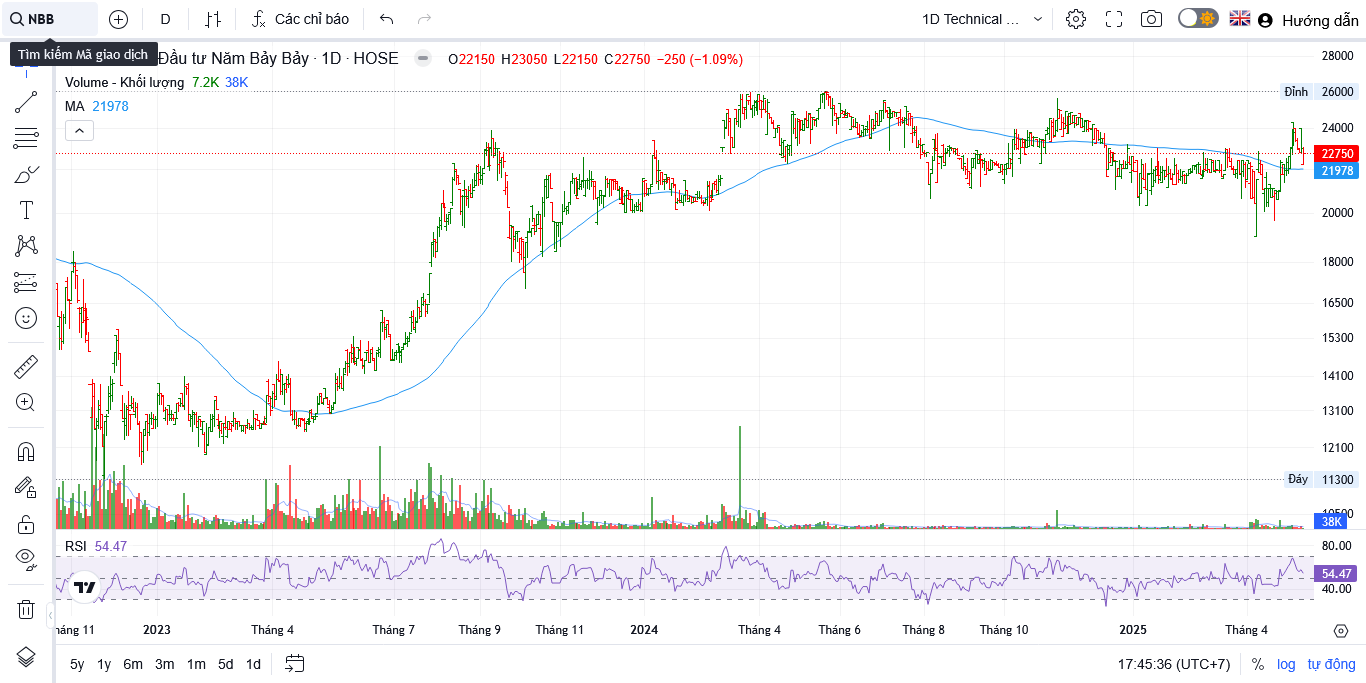 NBB
D
Các chỉ báo
1D Technical ...
Hướng dẫn
Tìm kiếm Mã giao dịch
Đầu tư Năm Bảy Bảy · 1D · HOSE
O22150 H23050 L22150 C22750 −250 (−1.09%)
Volume - Khối lượng 7.2K 38K
MA 21978
28000
Đỉnh 26000
24000
22750
21978
20000
18000
16500
15300
14100
13100
12100
Đáy 11300
38K
RSI 54.47
80.00
54.47
40.00
2023
Tháng 4
Tháng 7
Tháng 9
Tháng 11
2024
Tháng 4
Tháng 6
Tháng 8
Tháng 10
2025
Tháng 4
5y 1y 6m 3m 1m 5d 1d
17:45:36 (UTC+7)
%
log
tự động